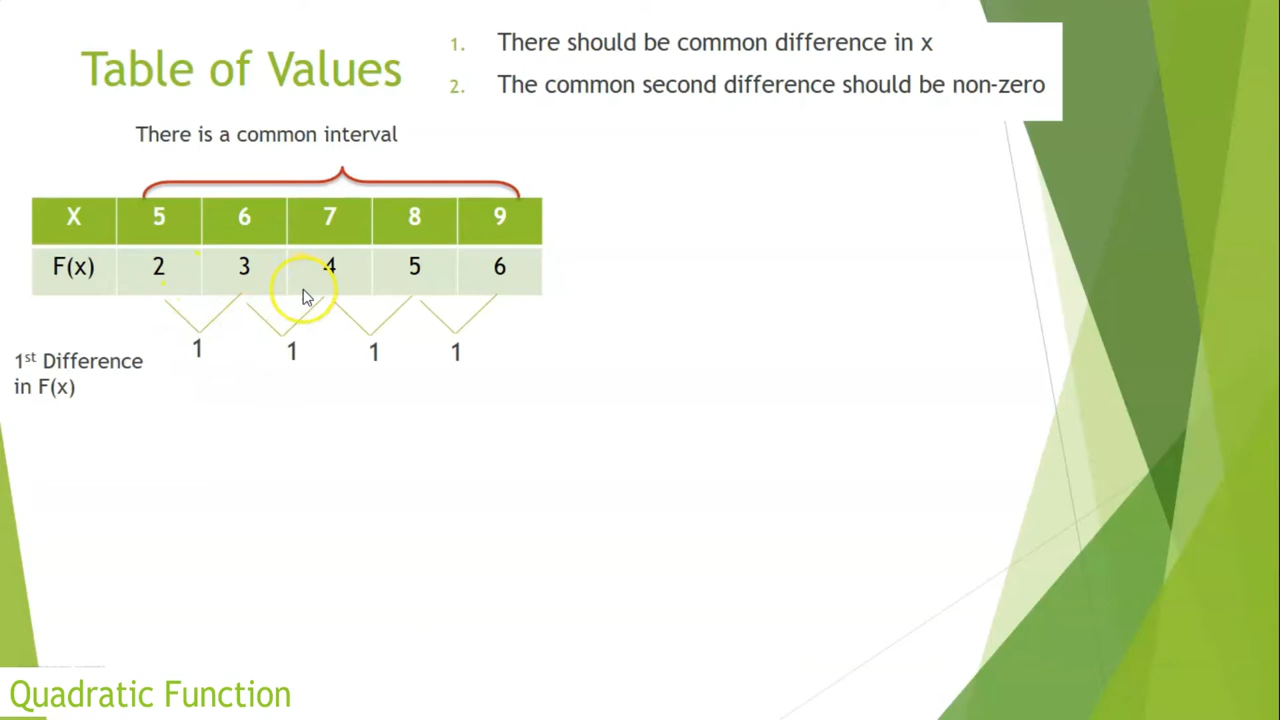 Table of Values
1. There should be common difference in x
2. The common second difference should be non-zero
There is a common interval
X 5 6 7 8 9
F(x) 2 3 4 5 6
1 1 1 1
1st Difference
in F(x)
Quadratic Function